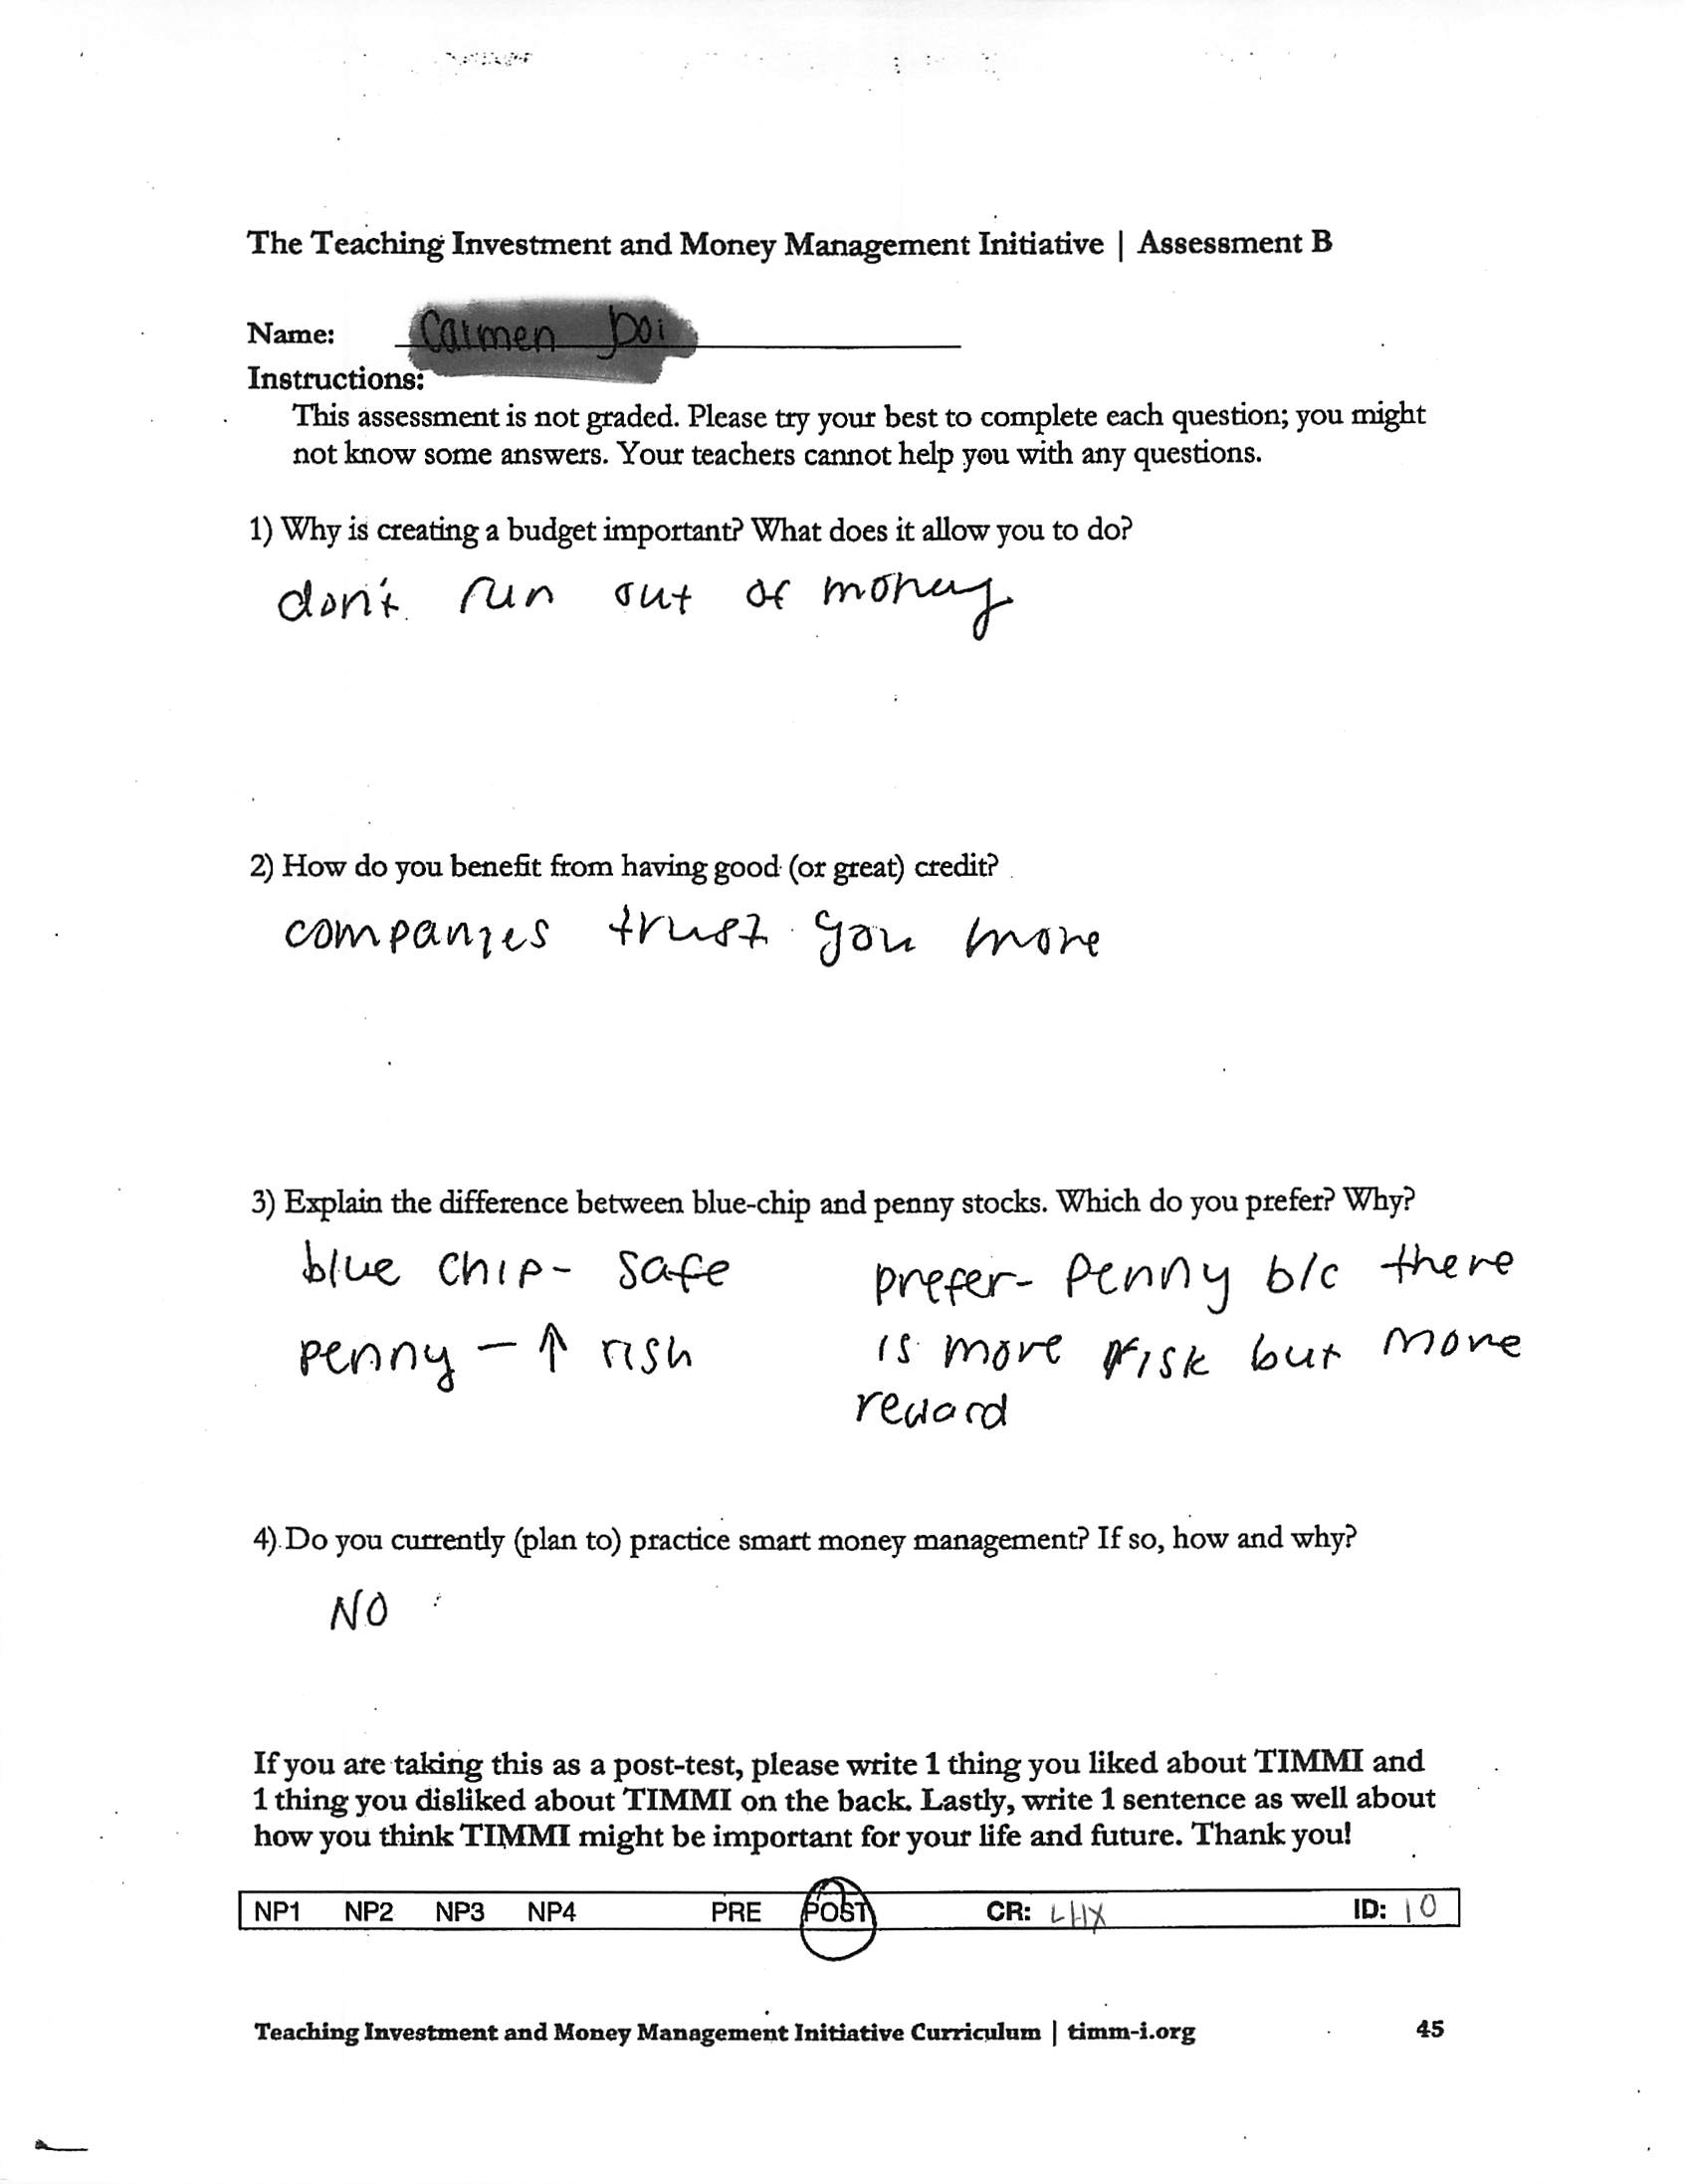 The Teaching Investment and Money Management Initiative | Assessment B
Name:
Instructions:
This assessment is not graded. Please try your best to complete each question; you might
not know some answers. Your teachers cannot help you with any questions.
1) Why is creating a budget important? What does it allow you to do?
don't run out of money
2) How do you benefit from having good (or great) credit?
companies trust you more
3) Explain the difference between blue-chip and penny stocks. Which do you prefer? Why?
blue chip - safe
penny - ↑ risk
prefer - penny b/c there
is more risk but more
reward
4) Do you currently (plan to) practice smart money management? If so, how and why?
NO
If you are taking this as a post-test, please write 1 thing you liked about TIMMI and
1 thing you disliked about TIMMI on the back. Lastly, write 1 sentence as well about
how you think TIMMI might be important for your life and future. Thank you!
NP1 NP2 NP3 NP4 PRE POST CR: LHX ID: 10
Teaching Investment and Money Management Initiative Curriculum | timm-i.org 45